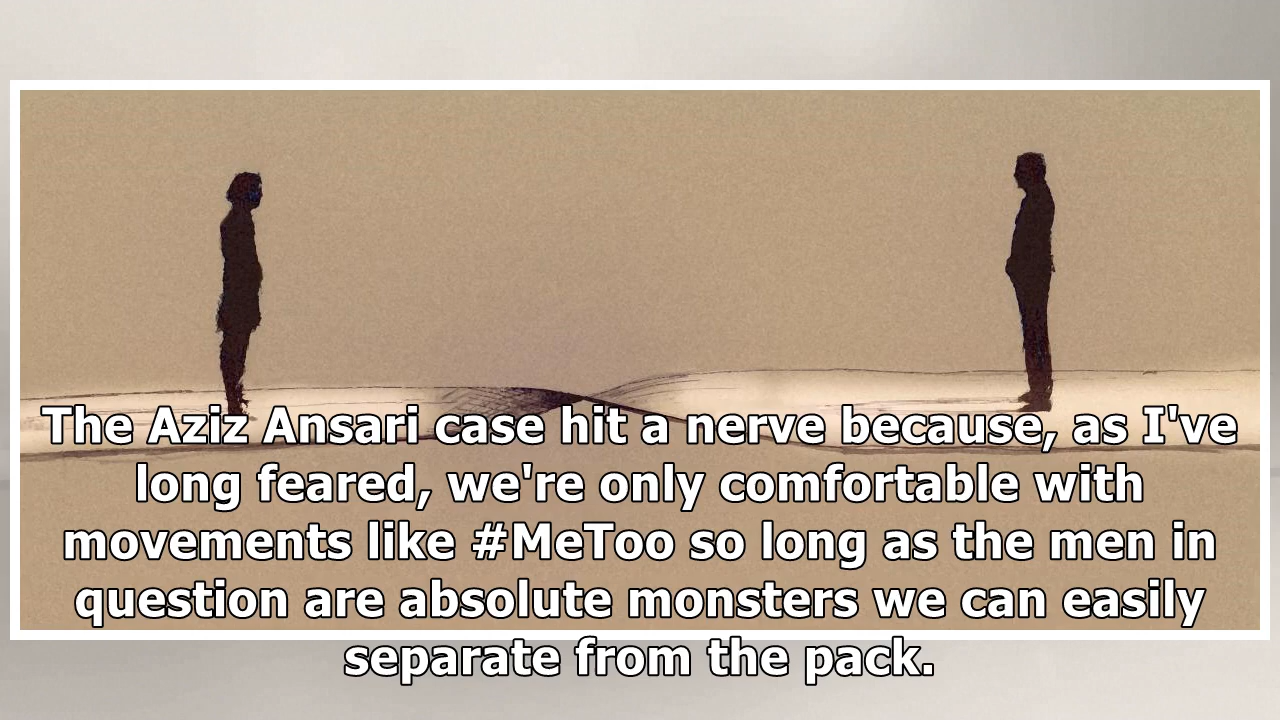 The Aziz Ansari case hit a nerve because, as I've
long feared, we're only comfortable with
movements like #MeToo so long as the men in
question are absolute monsters we can easily
separate from the pack.